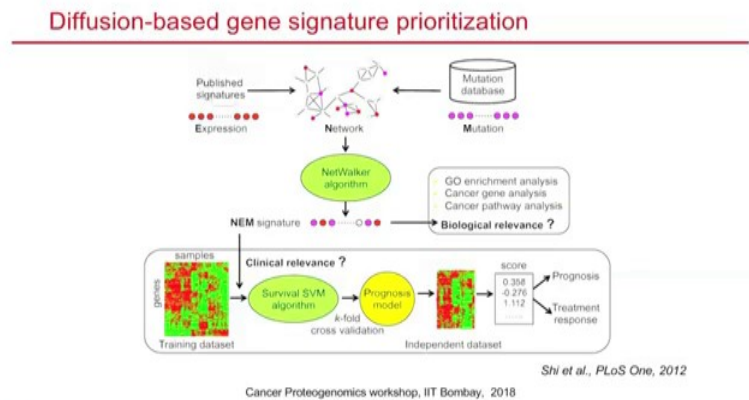 Diffusion-based gene signature prioritization
Published
signatures
Expression
Network
Mutation
database
Mutation
NetWalker
algorithm
GO enrichment analysis
Cancer gene analysis
Cancer pathway analysis
Biological relevance ?
NEM signature
Clinical relevance ?
samples
genes
Training dataset
Survival SVM
algorithm
k-fold
cross validation
Prognosis
model
Independent dataset
score
0.358
-0.276
1.112
......
Prognosis
Treatment
response
Shi et al., PLoS One, 2012
Cancer Proteogenomics workshop, IIT Bombay, 2018